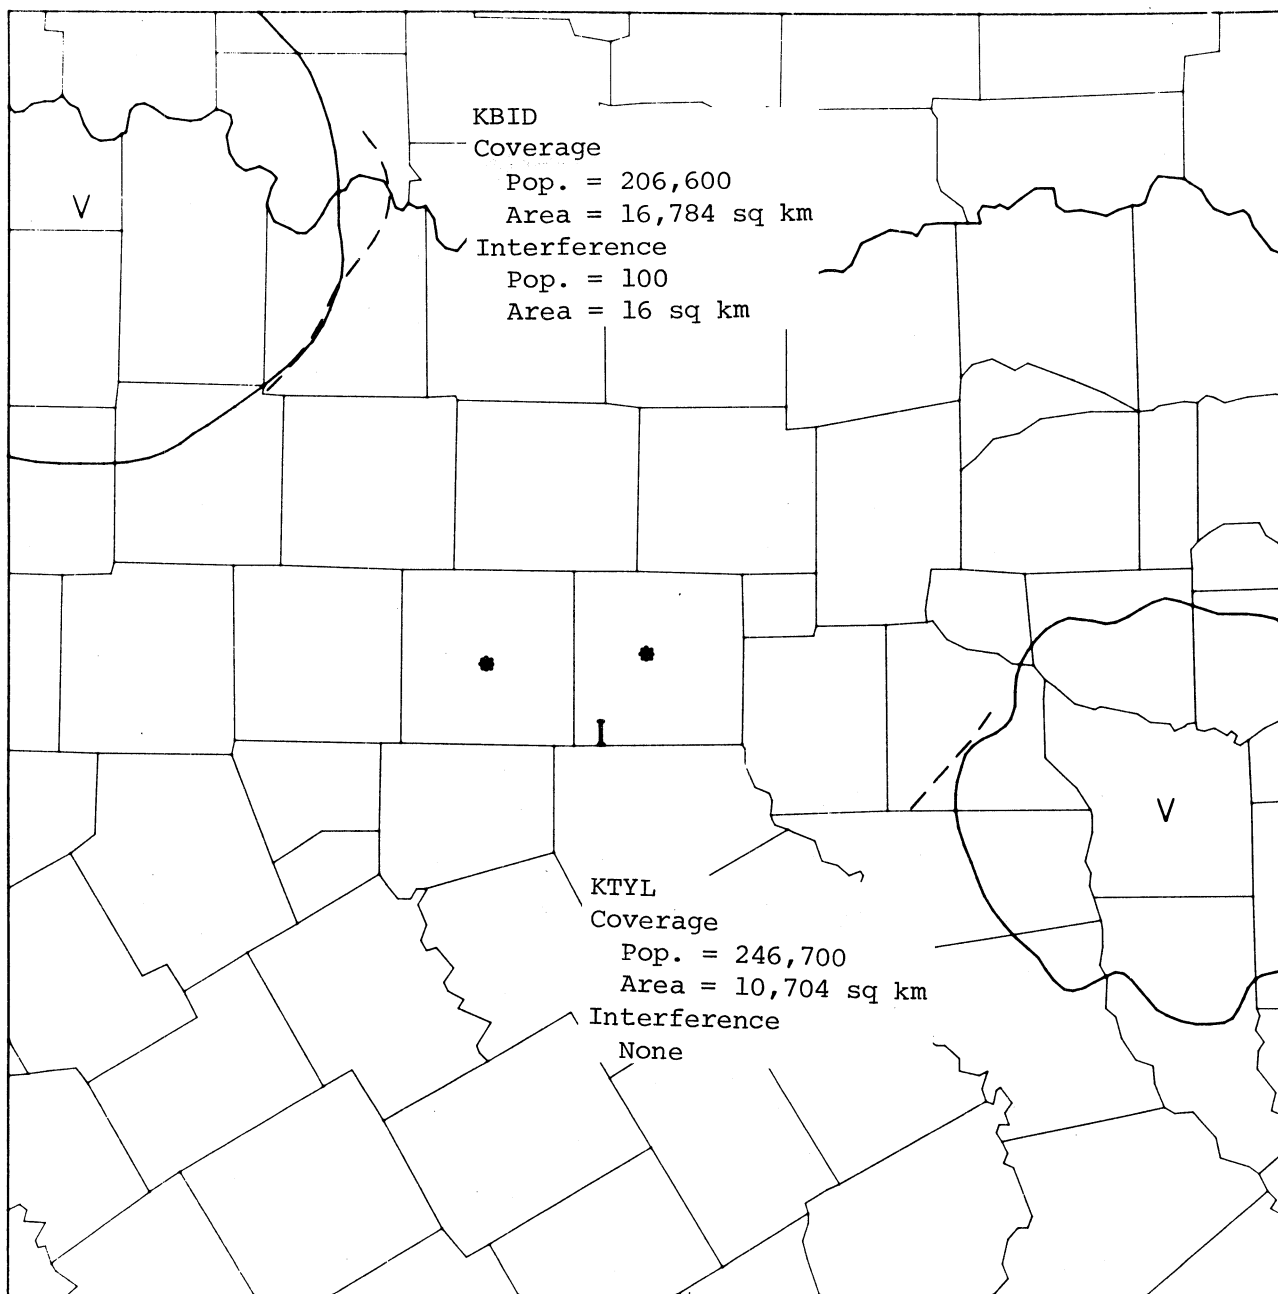 KBID
Coverage
Pop. = 206,600
Area = 16,784 sq km
Interference
Pop. = 100
Area = 16 sq km
V
I
V
KTYL
Coverage
Pop. = 246,700
Area = 10,704 sq km
Interference
None